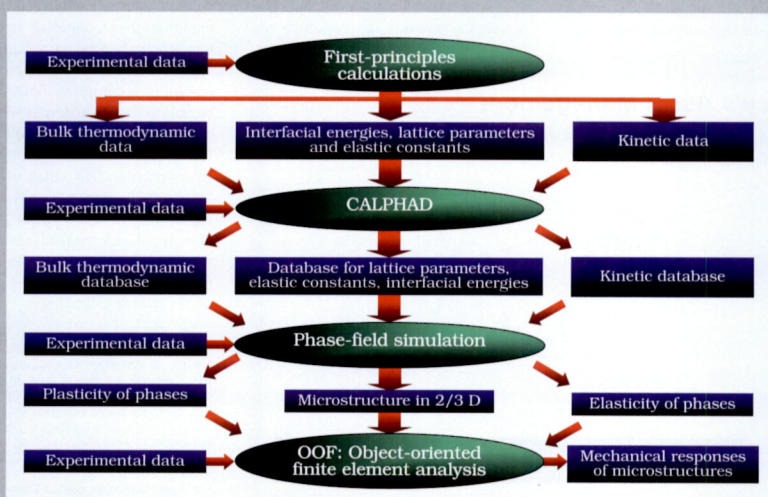 Experimental data
First-principles
calculations
Bulk thermodynamic
data
Interfacial energies, lattice parameters
and elastic constants
Kinetic data
Experimental data
CALPHAD
Bulk thermodynamic
database
Database for lattice parameters,
elastic constants, interfacial energies
Kinetic database
Experimental data
Phase-field simulation
Plasticity of phases
Microstructure in 2/3 D
Elasticity of phases
Experimental data
OOF: Object-oriented
finite element analysis
Mechanical responses
of microstructures